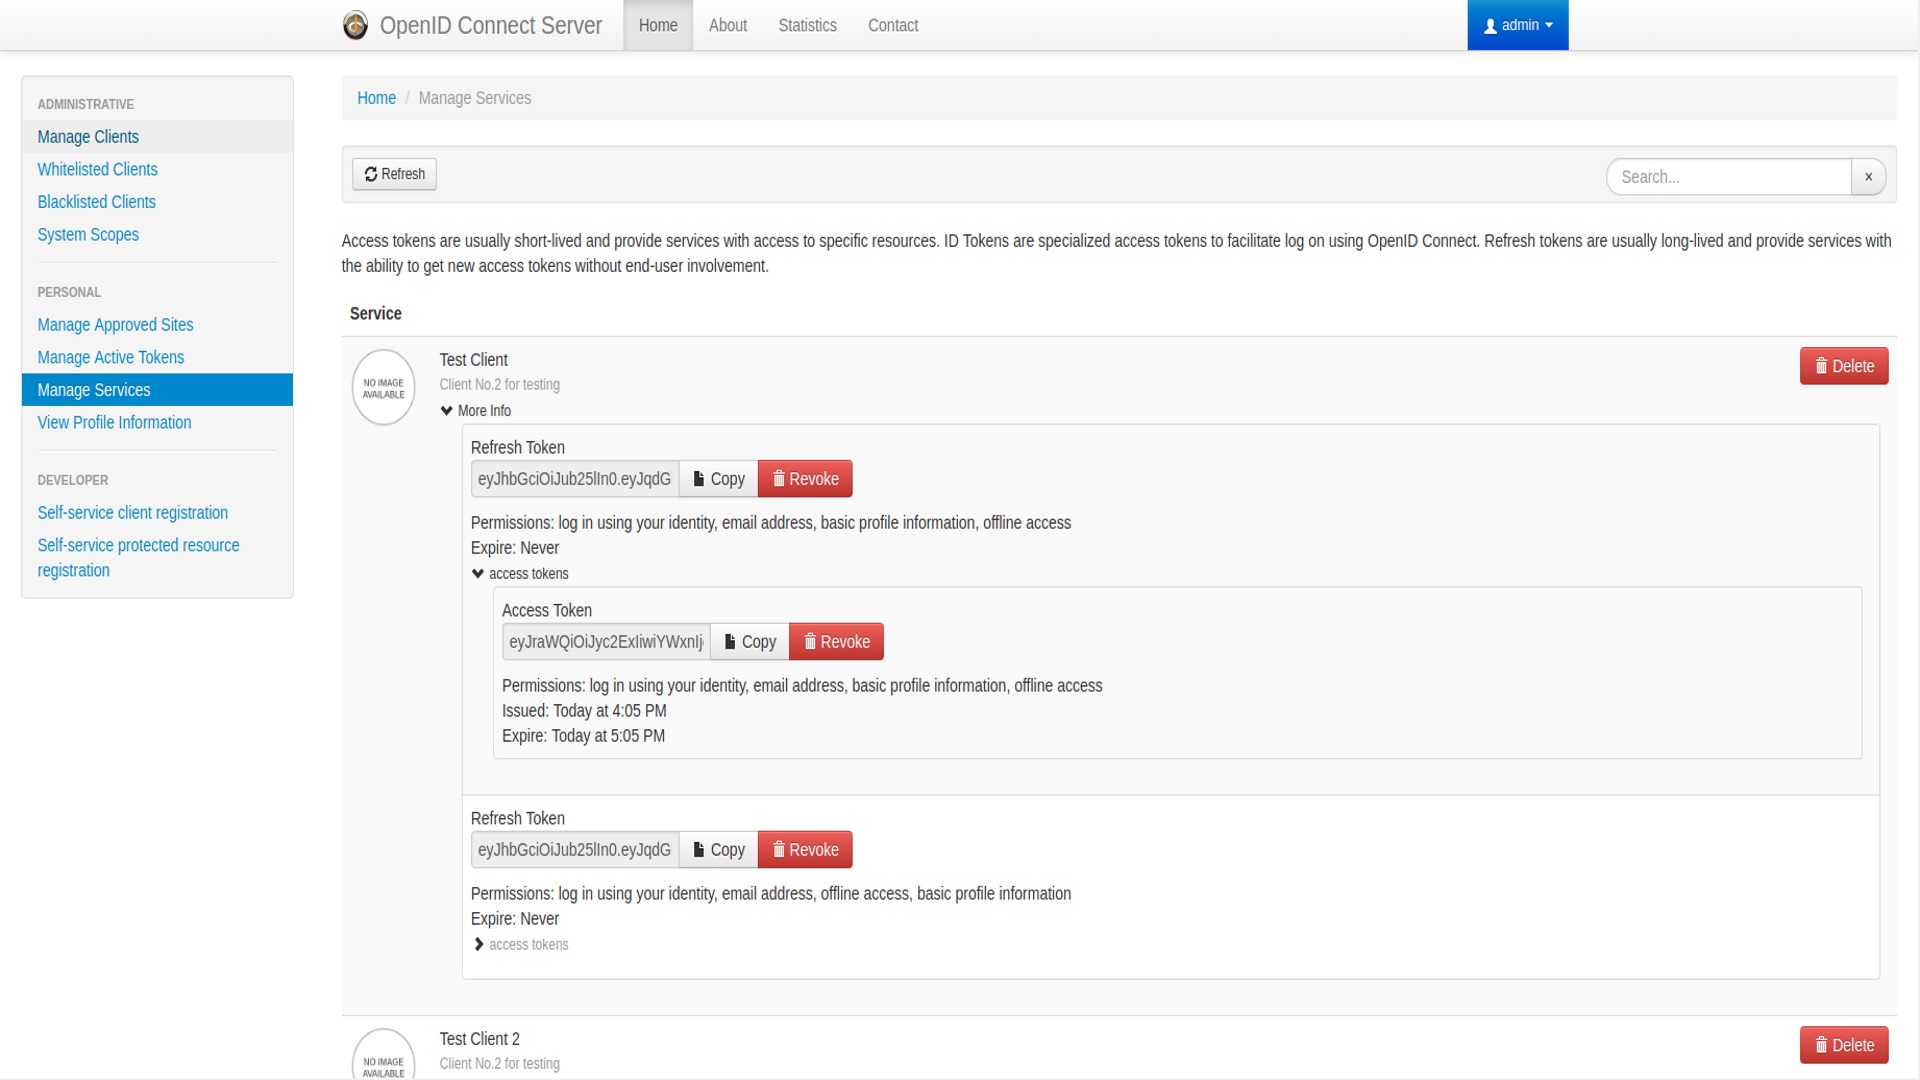 OpenID Connect Server
Home
About
Statistics
Contact
admin
ADMINISTRATIVE
Manage Clients
Whitelisted Clients
Blacklisted Clients
System Scopes
PERSONAL
Manage Approved Sites
Manage Active Tokens
Manage Services
View Profile Information
DEVELOPER
Self-service client registration
Self-service protected resource
registration
Home / Manage Services
Refresh
Search...
x
Access tokens are usually short-lived and provide services with access to specific resources. ID Tokens are specialized access tokens to facilitate log on using OpenID Connect. Refresh tokens are usually long-lived and provide services with
the ability to get new access tokens without end-user involvement.
Service
NO IMAGE
AVAILABLE
Test Client
Client No.2 for testing
Delete
More Info
Refresh Token
eyJhbGciOiJub25lIn0.eyJqdG
Copy
Revoke
Permissions: log in using your identity, email address, basic profile information, offline access
Expire: Never
access tokens
Access Token
eyJraWQiOiJyc2ExIiwiYWxnIj
Copy
Revoke
Permissions: log in using your identity, email address, basic profile information, offline access
Issued: Today at 4:05 PM
Expire: Today at 5:05 PM
Refresh Token
eyJhbGciOiJub25lIn0.eyJqdG
Copy
Revoke
Permissions: log in using your identity, email address, offline access, basic profile information
Expire: Never
access tokens
NO IMAGE
AVAILABLE
Test Client 2
Client No.2 for testing
Delete